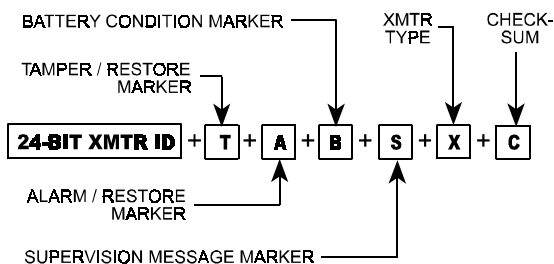 BATTERY CONDITION MARKER
XMTR
TYPE
CHECK-
SUM
TAMPER / RESTORE
MARKER
24-BIT XMTR ID + T + A + B + S + X + C
ALARM / RESTORE
MARKER
SUPERVISION MESSAGE MARKER